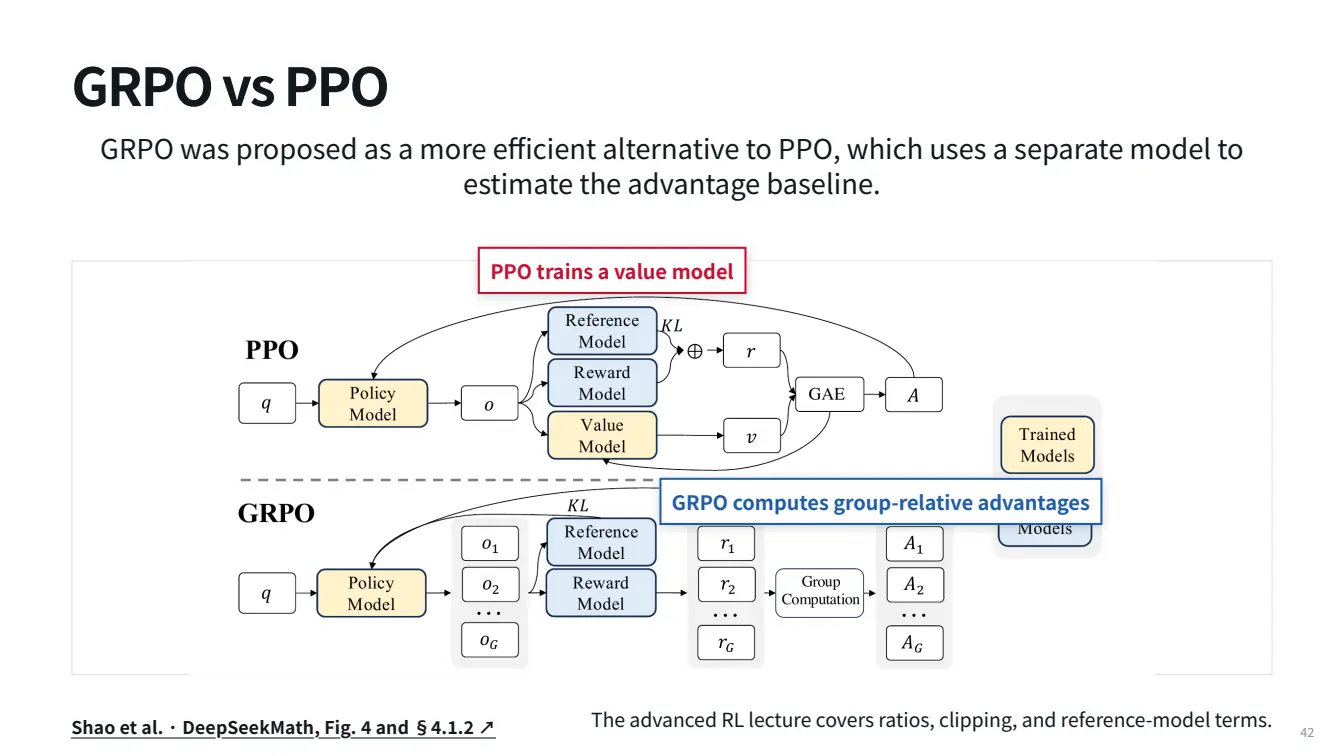 GRPO vs PPO
GRPO was proposed as a more efficient alternative to PPO, which uses a separate model to
estimate the advantage baseline.
PPO trains a value model
PPO
q
Policy
Model
o
Reference
Model
KL
Reward
Model
Value
Model
⊕
r
v
GAE
A
Trained
Models
GRPO computes group-relative advantages
Models
GRPO
q
Policy
Model
o₁
o₂
...
o_G
KL
Reference
Model
Reward
Model
r₁
r₂
...
r_G
Group
Computation
A₁
A₂
...
A_G
Shao et al. · DeepSeekMath, Fig. 4 and §4.1.2 ↗
The advanced RL lecture covers ratios, clipping, and reference-model terms.
42